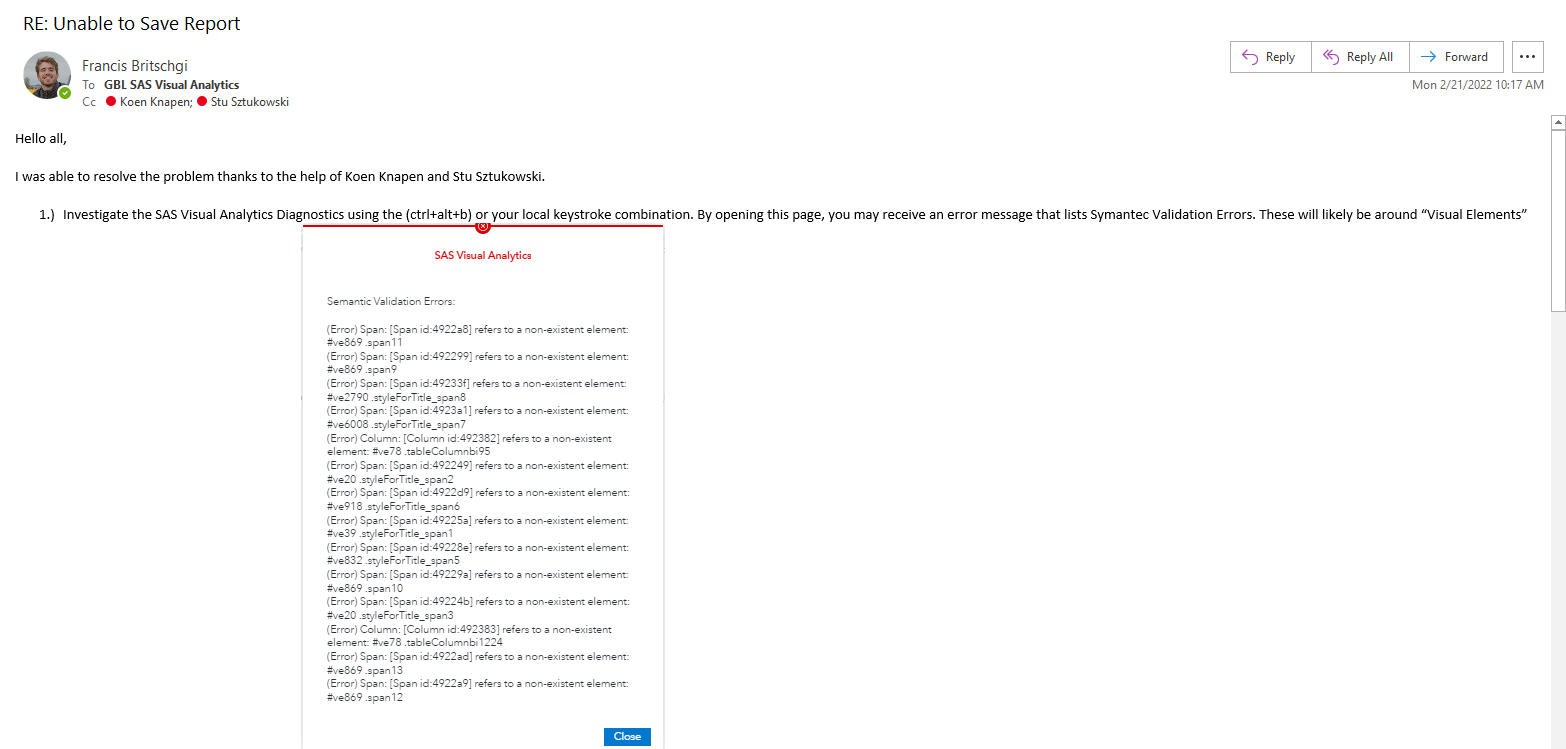 RE: Unable to Save Report
Francis Britschgi
To GBL SAS Visual Analytics
Cc Koen Knapen; Stu Sztukowski
Reply
Reply All
Forward
...
Mon 2/21/2022 10:17 AM
Hello all,
I was able to resolve the problem thanks to the help of Koen Knapen and Stu Sztukowski.
1.) Investigate the SAS Visual Analytics Diagnostics using the (ctrl+alt+b) or your local keystroke combination. By opening this page, you may receive an error message that lists Symantec Validation Errors. These will likely be around “Visual Elements”
SAS Visual Analytics
Semantic Validation Errors:
(Error) Span: [Span id:4922a8] refers to a non-existent element:
#ve869 .span11
(Error) Span: [Span id:492299] refers to a non-existent element:
#ve869 .span9
(Error) Span: [Span id:49233f] refers to a non-existent element:
#ve2790 .styleForTitle_span8
(Error) Span: [Span id:4923a1] refers to a non-existent element:
#ve6008 .styleForTitle_span7
(Error) Column: [Column id:492382] refers to a non-existent
element: #ve78 .tableColumnbi95
(Error) Span: [Span id:492249] refers to a non-existent element:
#ve20 .styleForTitle_span2
(Error) Span: [Span id:4922d9] refers to a non-existent element:
#ve918 .styleForTitle_span6
(Error) Span: [Span id:49225a] refers to a non-existent element:
#ve39 .styleForTitle_span1
(Error) Span: [Span id:49228e] refers to a non-existent element:
#ve832 .styleForTitle_span5
(Error) Span: [Span id:49229a] refers to a non-existent element:
#ve869 .span10
(Error) Span: [Span id:49224b] refers to a non-existent element:
#ve20 .styleForTitle_span3
(Error) Column: [Column id:492383] refers to a non-existent
element: #ve78 .tableColumnbi1224
(Error) Span: [Span id:4922ad] refers to a non-existent element:
#ve869 .span13
(Error) Span: [Span id:4922a9] refers to a non-existent element:
#ve869 .span12
Close